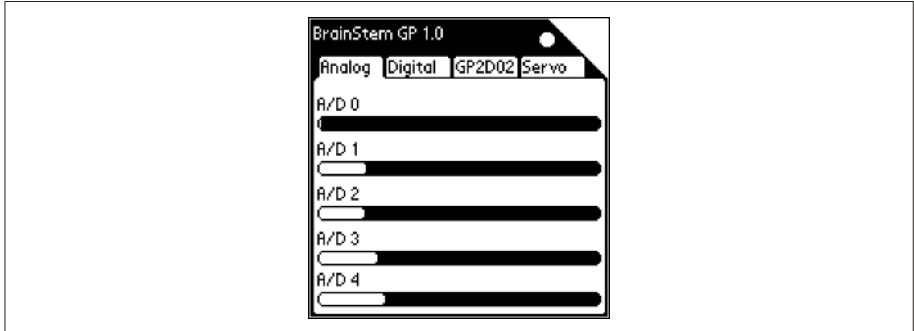 BrainStem GP 1.0
Analog Digital GP2D02 Servo
A/D 0
A/D 1
A/D 2
A/D 3
A/D 4